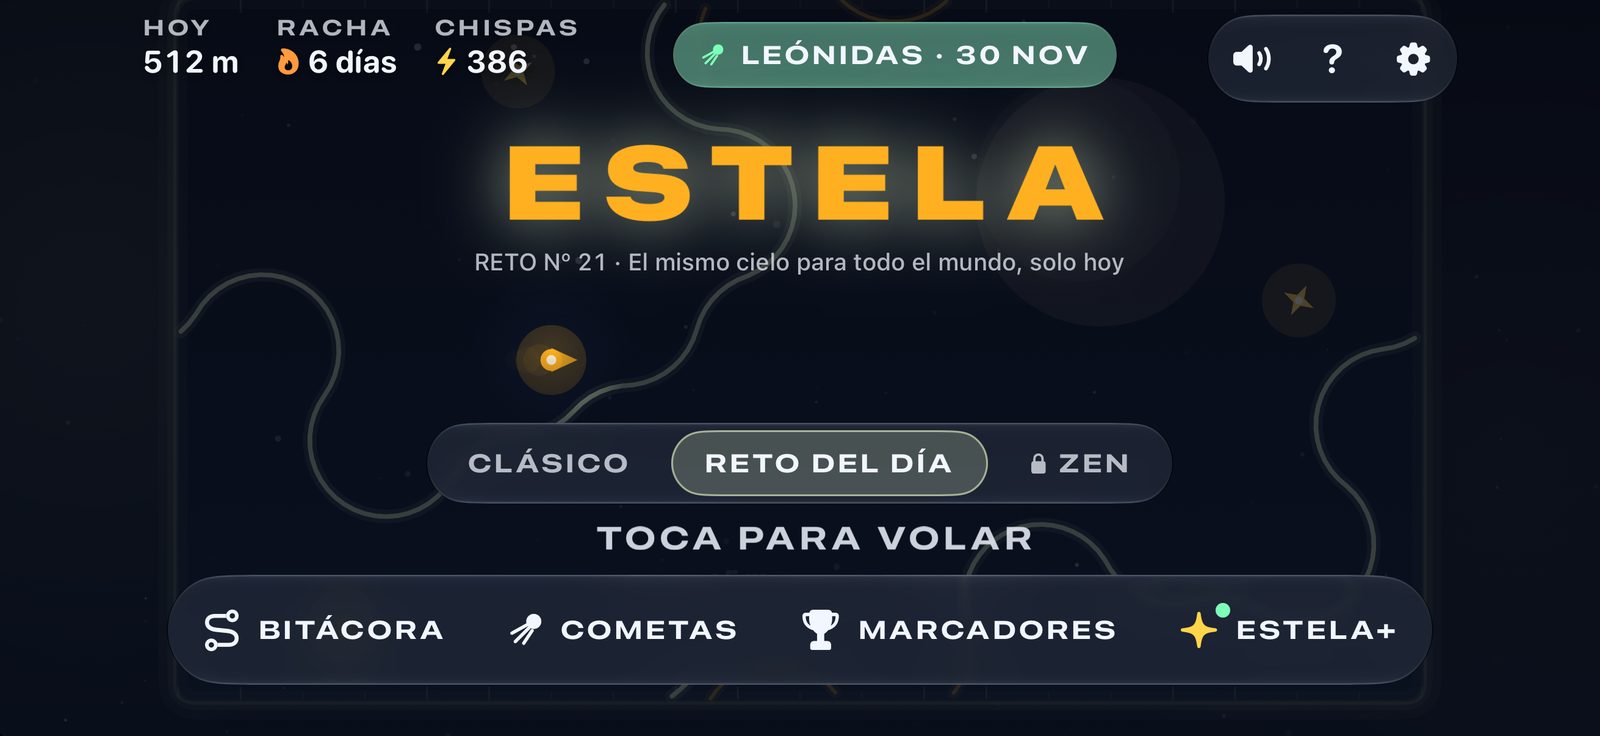 HOY
512 m
RACHA
6 días
CHISPAS
386
LEÓNIDAS · 30 NOV
?
ESTELA
RETO Nº 21 · El mismo cielo para todo el mundo, solo hoy
CLÁSICO
RETO DEL DÍA
ZEN
TOCA PARA VOLAR
BITÁCORA
COMETAS
MARCADORES
ESTELA+